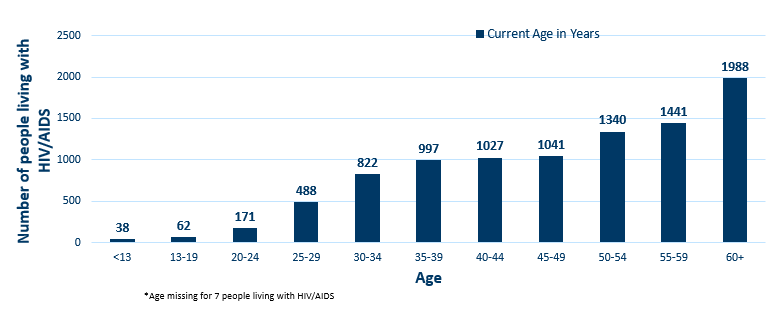 Current Age in Years
Number of people living with
HIV/AIDS
2500
2000
1500
1000
500
0
38
62
171
488
822
997
1027
1041
1340
1441
1988
<13 13-19 20-24 25-29 30-34 35-39 40-44 45-49 50-54 55-59 60+
Age
*Age missing for 7 people living with HIV/AIDS